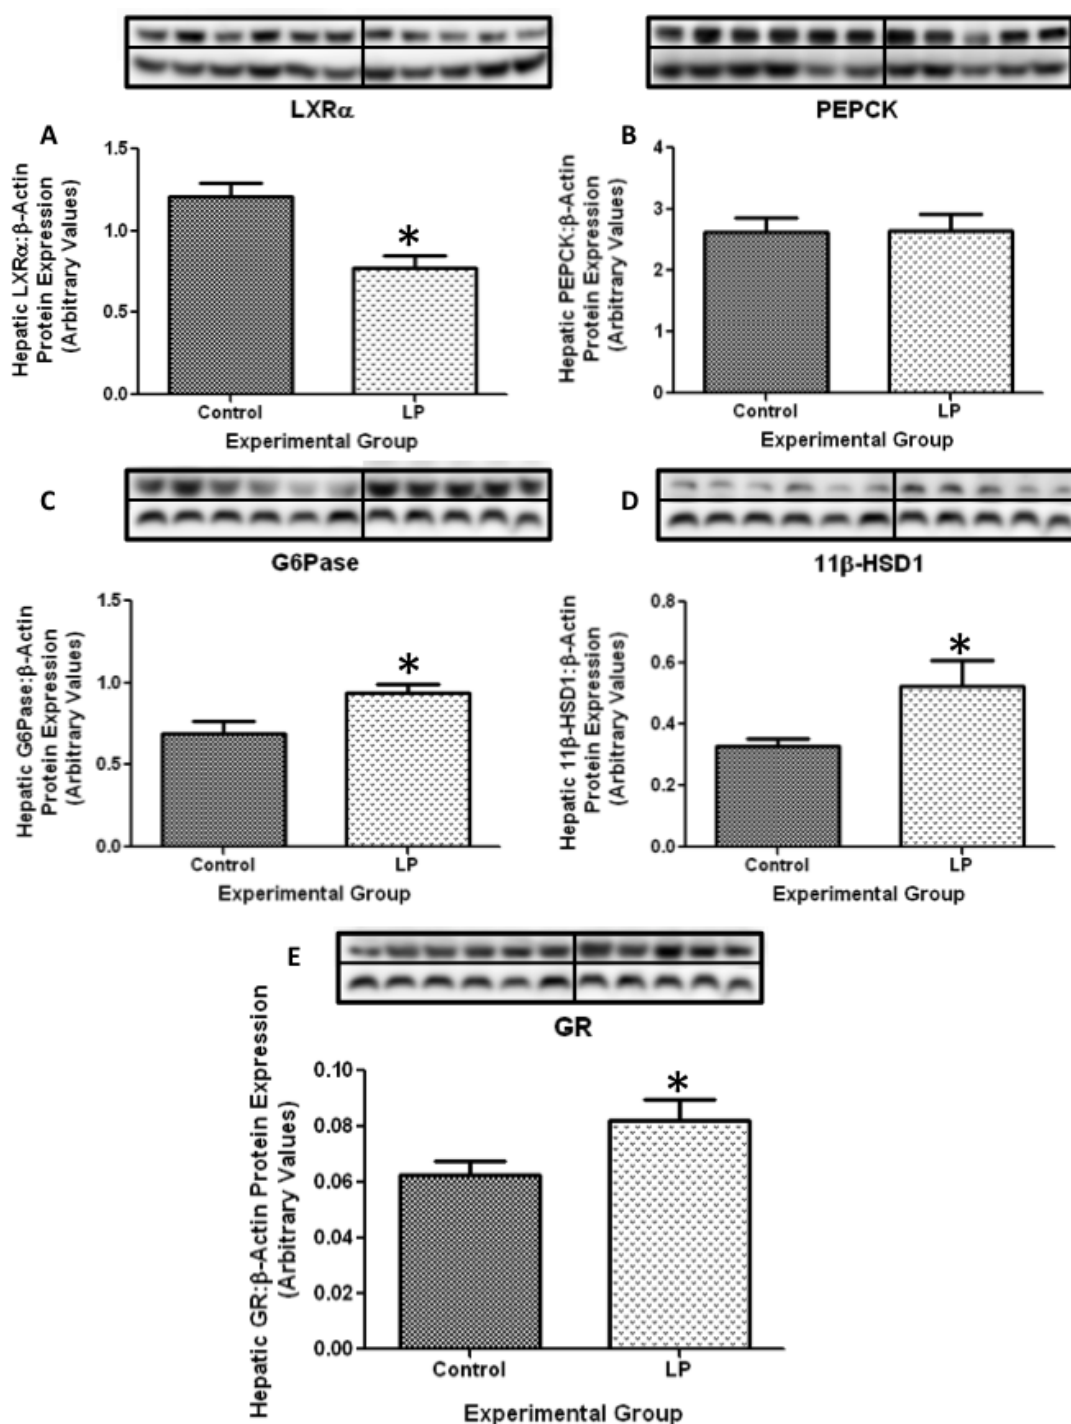 LXRα
A
Hepatic LXRα:β-Actin
Protein Expression
(Arbitrary Values)
1.5
1.0
0.5
0.0
*
Control
LP
Experimental Group
PEPCK
B
Hepatic PEPCK:β-Actin
Protein Expression
(Arbitrary Values)
4
3
2
1
0
Control
LP
Experimental Group
C
G6Pase
Hepatic G6Pase:β-Actin
Protein Expression
(Arbitrary Values)
1.5
1.0
0.5
0.0
*
Control
LP
Experimental Group
D
11β-HSD1
Hepatic 11β-HSD1:β-Actin
Protein Expression
(Arbitrary Values)
0.8
0.6
0.4
0.2
0.0
*
Control
LP
Experimental Group
E
GR
Hepatic GR:β-Actin Protein Expression
(Arbitrary Values)
0.10
0.08
0.06
0.04
0.02
0.00
*
Control
LP
Experimental Group